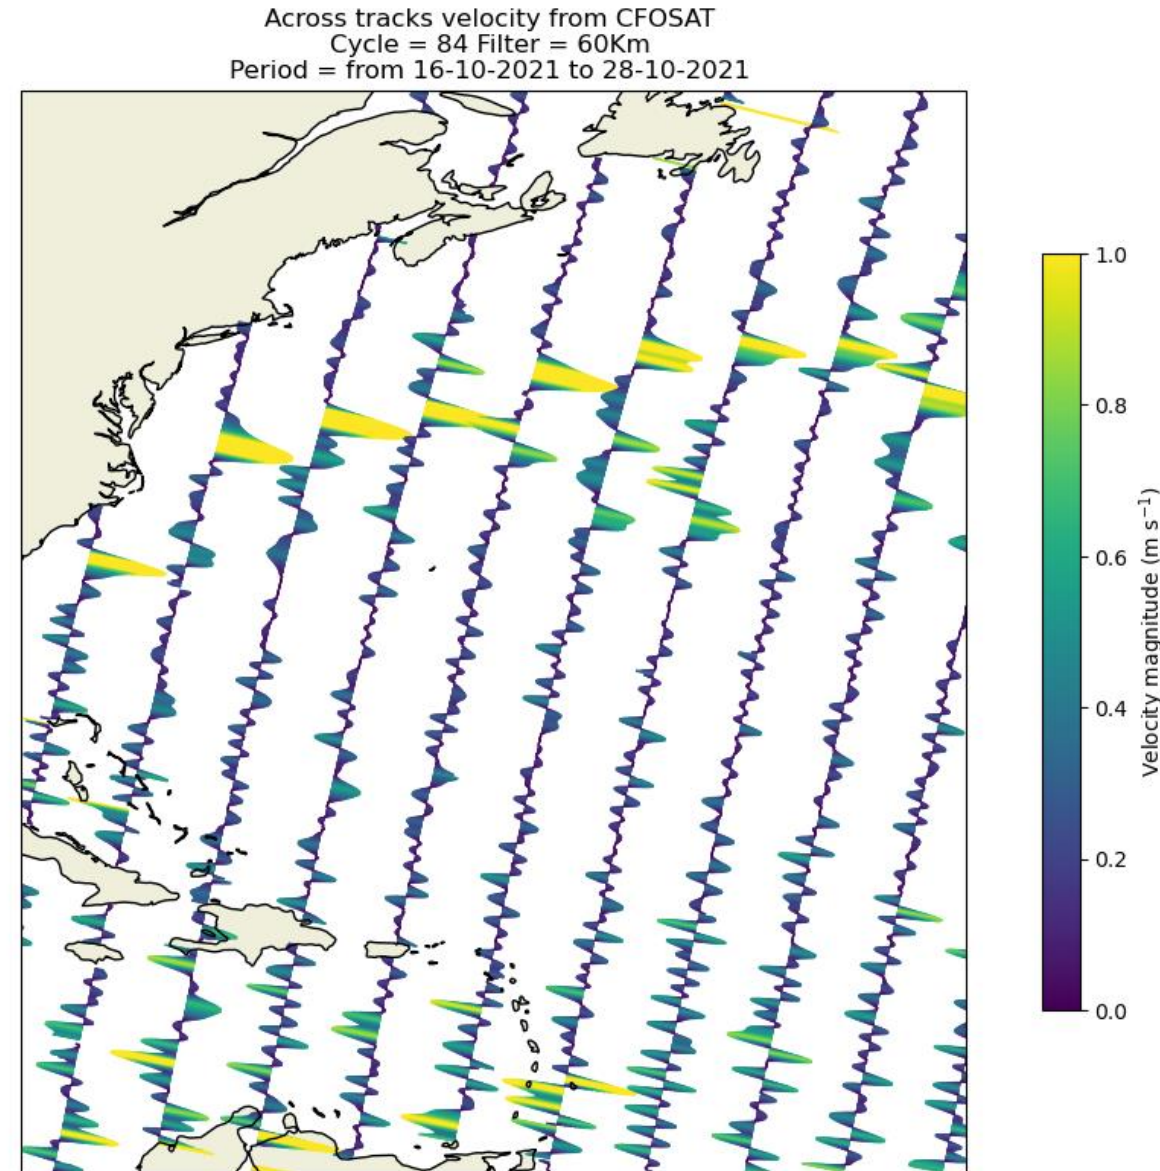 Across tracks velocity from CFOSAT
Cycle = 84 Filter = 60Km
Period = from 16-10-2021 to 28-10-2021
1.0
0.8
0.6
0.4
0.2
0.0
Velocity magnitude (m s⁻¹)